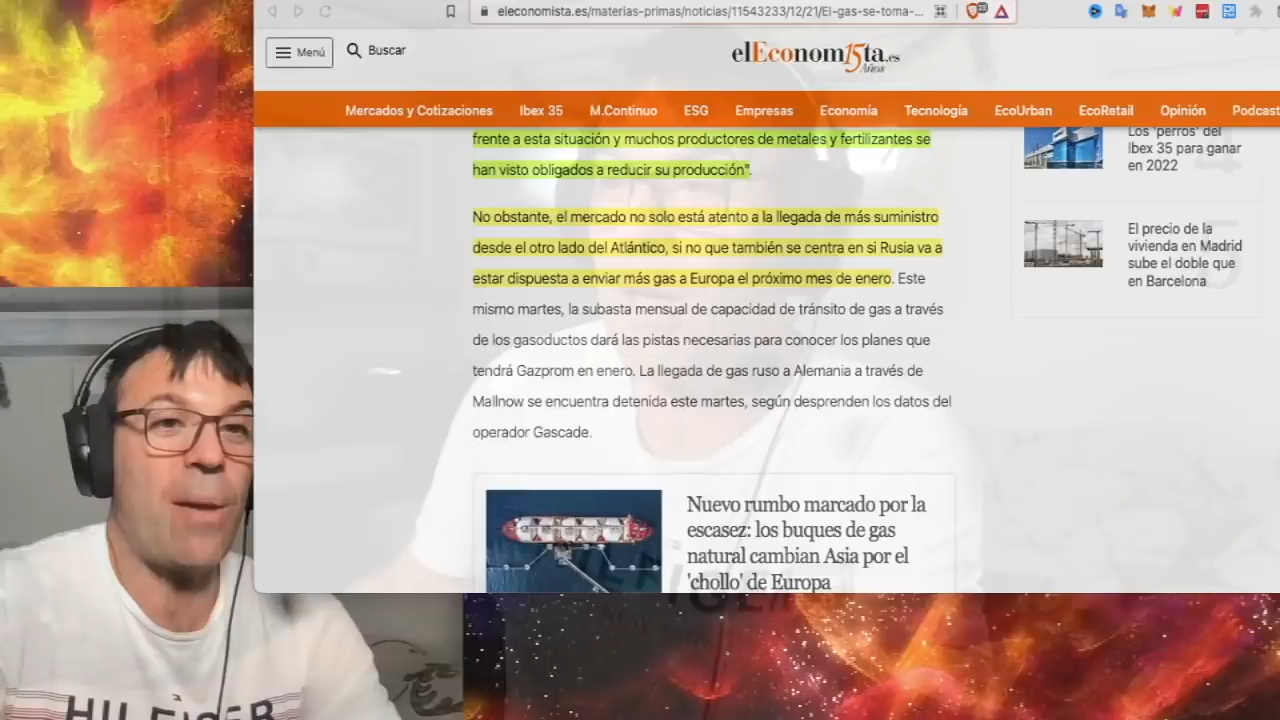 eleconomista.es/materias-primas/noticias/11543233/12/21/El-gas-se-toma-...
Menú
Buscar
elEconom15ta.es
Años
Mercados y Cotizaciones Ibex 35 M.Continuo ESG Empresas Economía Tecnología EcoUrban EcoRetail Opinión Podcast
frente a esta situación y muchos productores de metales y fertilizantes se
han visto obligados a reducir su producción".
No obstante, el mercado no solo está atento a la llegada de más suministro
desde el otro lado del Atlántico, si no que también se centra en si Rusia va a
estar dispuesta a enviar más gas a Europa el próximo mes de enero. Este
mismo martes, la subasta mensual de capacidad de tránsito de gas a través
de los gasoductos dará las pistas necesarias para conocer los planes que
tendrá Gazprom en enero. La llegada de gas ruso a Alemania a través de
Mallnow se encuentra detenida este martes, según desprenden los datos del
operador Gascade.
Nuevo rumbo marcado por la
escasez: los buques de gas
natural cambian Asia por el
'chollo' de Europa
Los 'perros' del
Ibex 35 para ganar
en 2022
El precio de la
vivienda en Madrid
sube el doble que
en Barcelona
HILFIGER